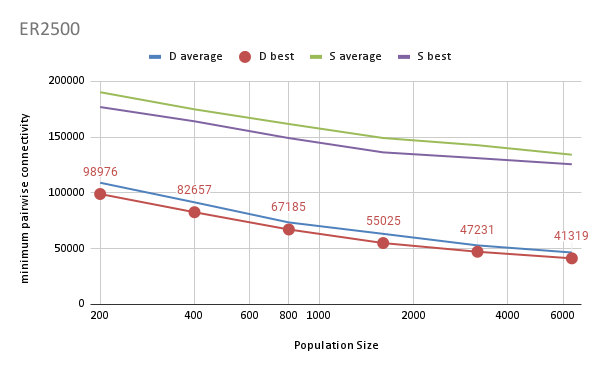 ER2500
D average D best S average S best
200000
150000
100000
50000
0
minimum pairwise connectivity
98976
82657
67185
55025
47231
41319
200 400 600 800 1000 2000 4000 6000
Population Size